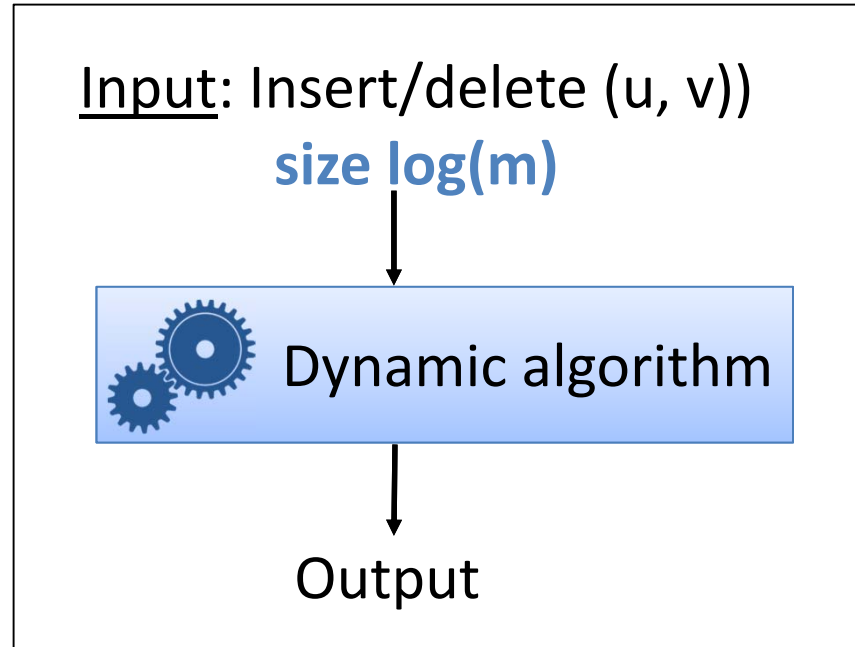 Input: Insert/delete (u, v))
size log(m)
Dynamic algorithm
Output